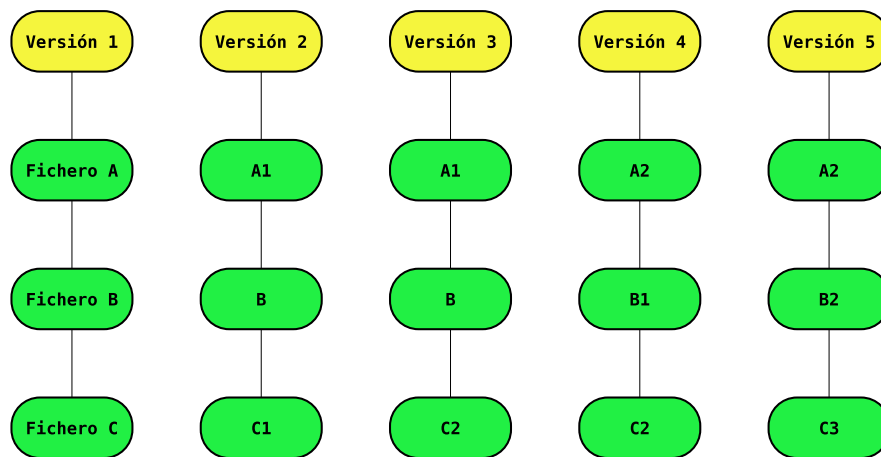 Versión 1
Versión 2
Versión 3
Versión 4
Versión 5
Fichero A
A1
A1
A2
A2
Fichero B
B
B
B1
B2
Fichero C
C1
C2
C2
C3